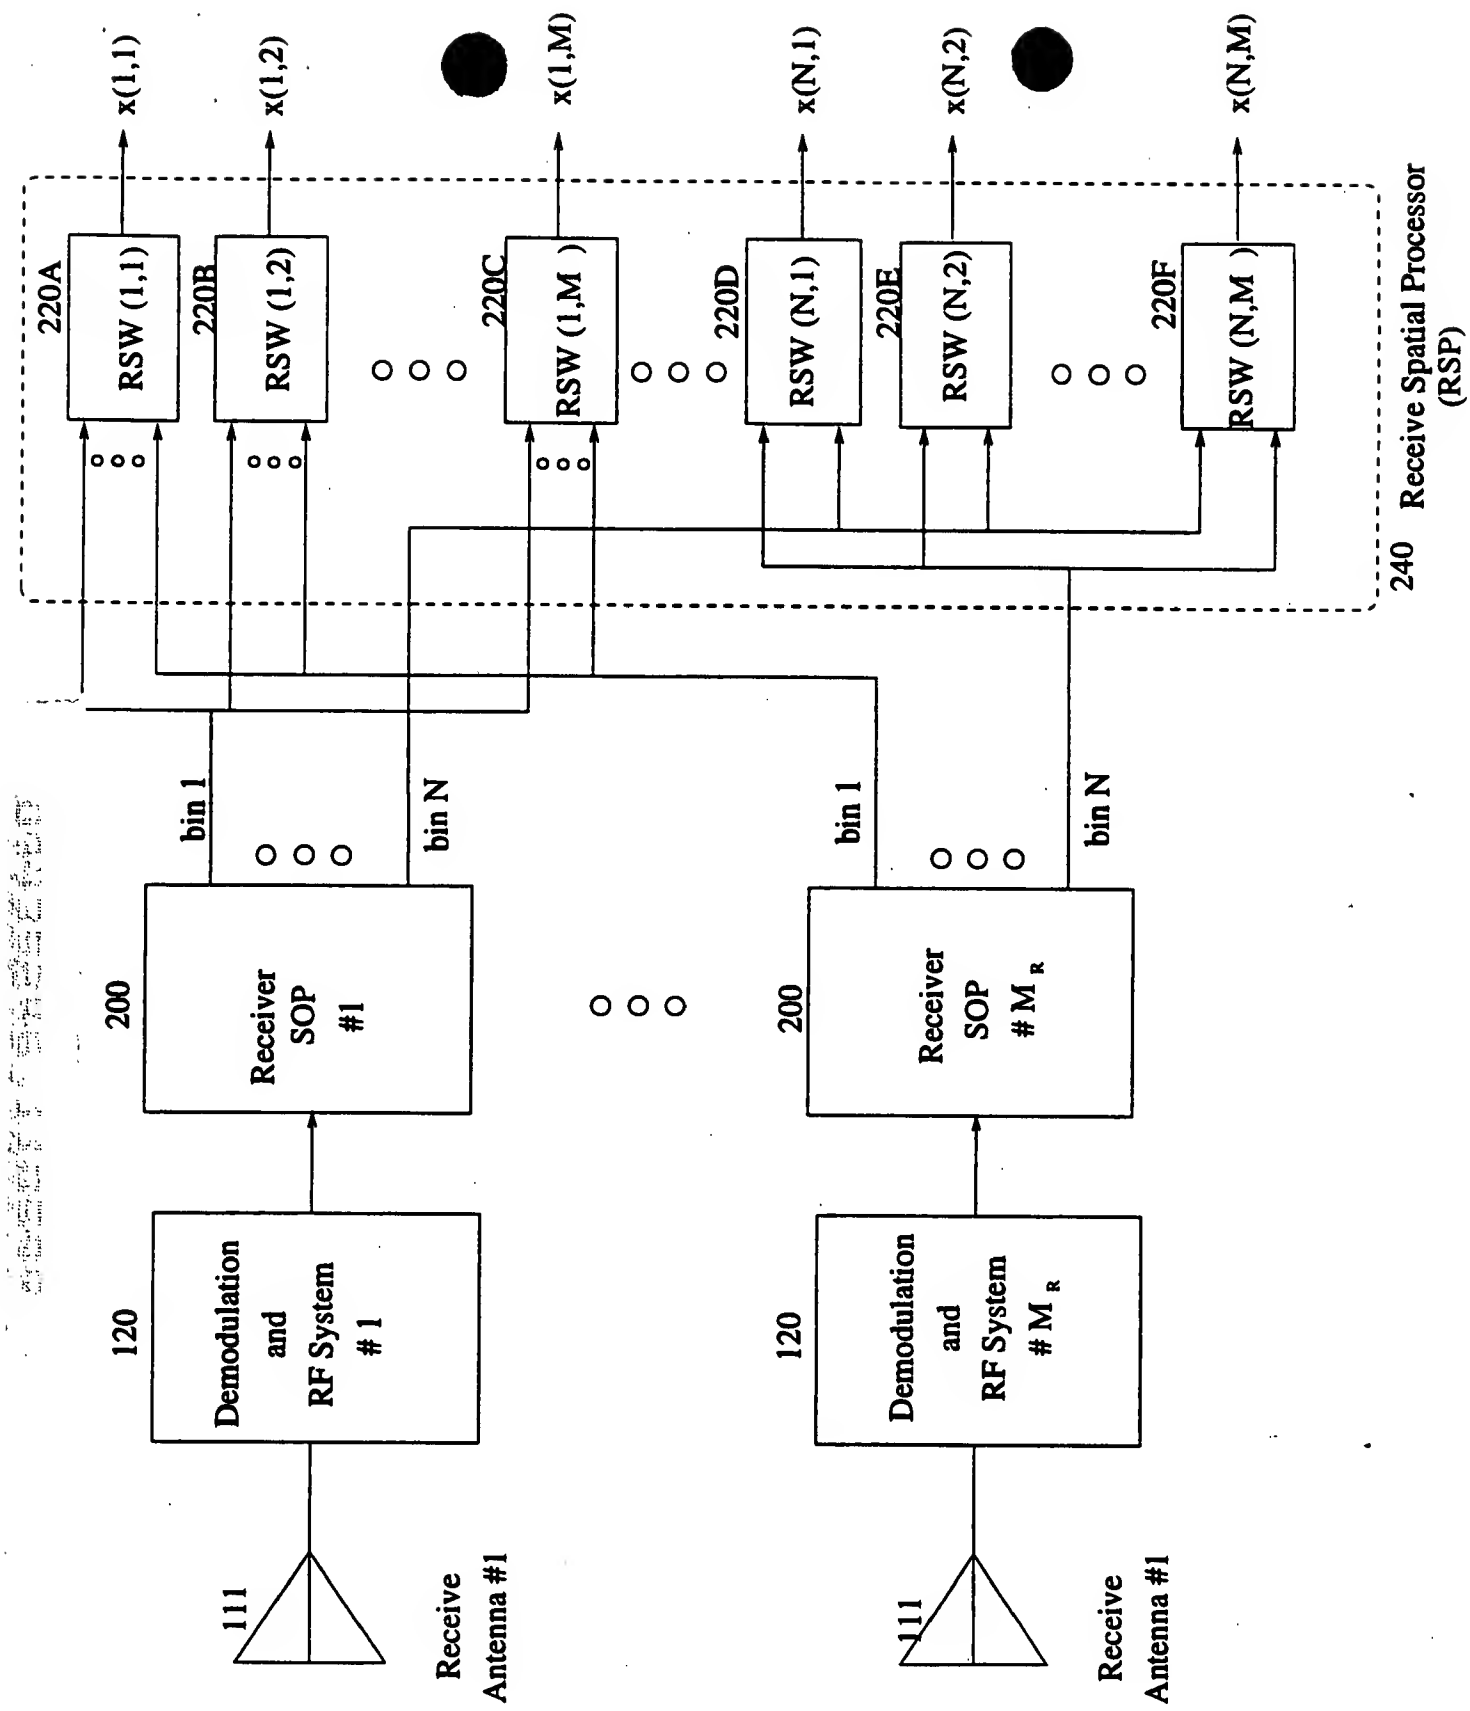 111
Receive
Antenna #1
120
Demodulation
and
RF System
# 1
200
Receiver
SOP
#1
bin 1
bin N
111
Receive
Antenna #1
120
Demodulation
and
RF System
# M R
200
Receiver
SOP
# M R
bin 1
bin N
220A
RSW (1,1)
x(1,1)
220B
RSW (1,2)
x(1,2)
220C
RSW (1,M )
x(1,M)
220D
RSW (N,1)
x(N,1)
220E
RSW (N,2)
x(N,2)
220F
RSW (N,M )
x(N,M)
240 Receive Spatial Processor
(RSP)